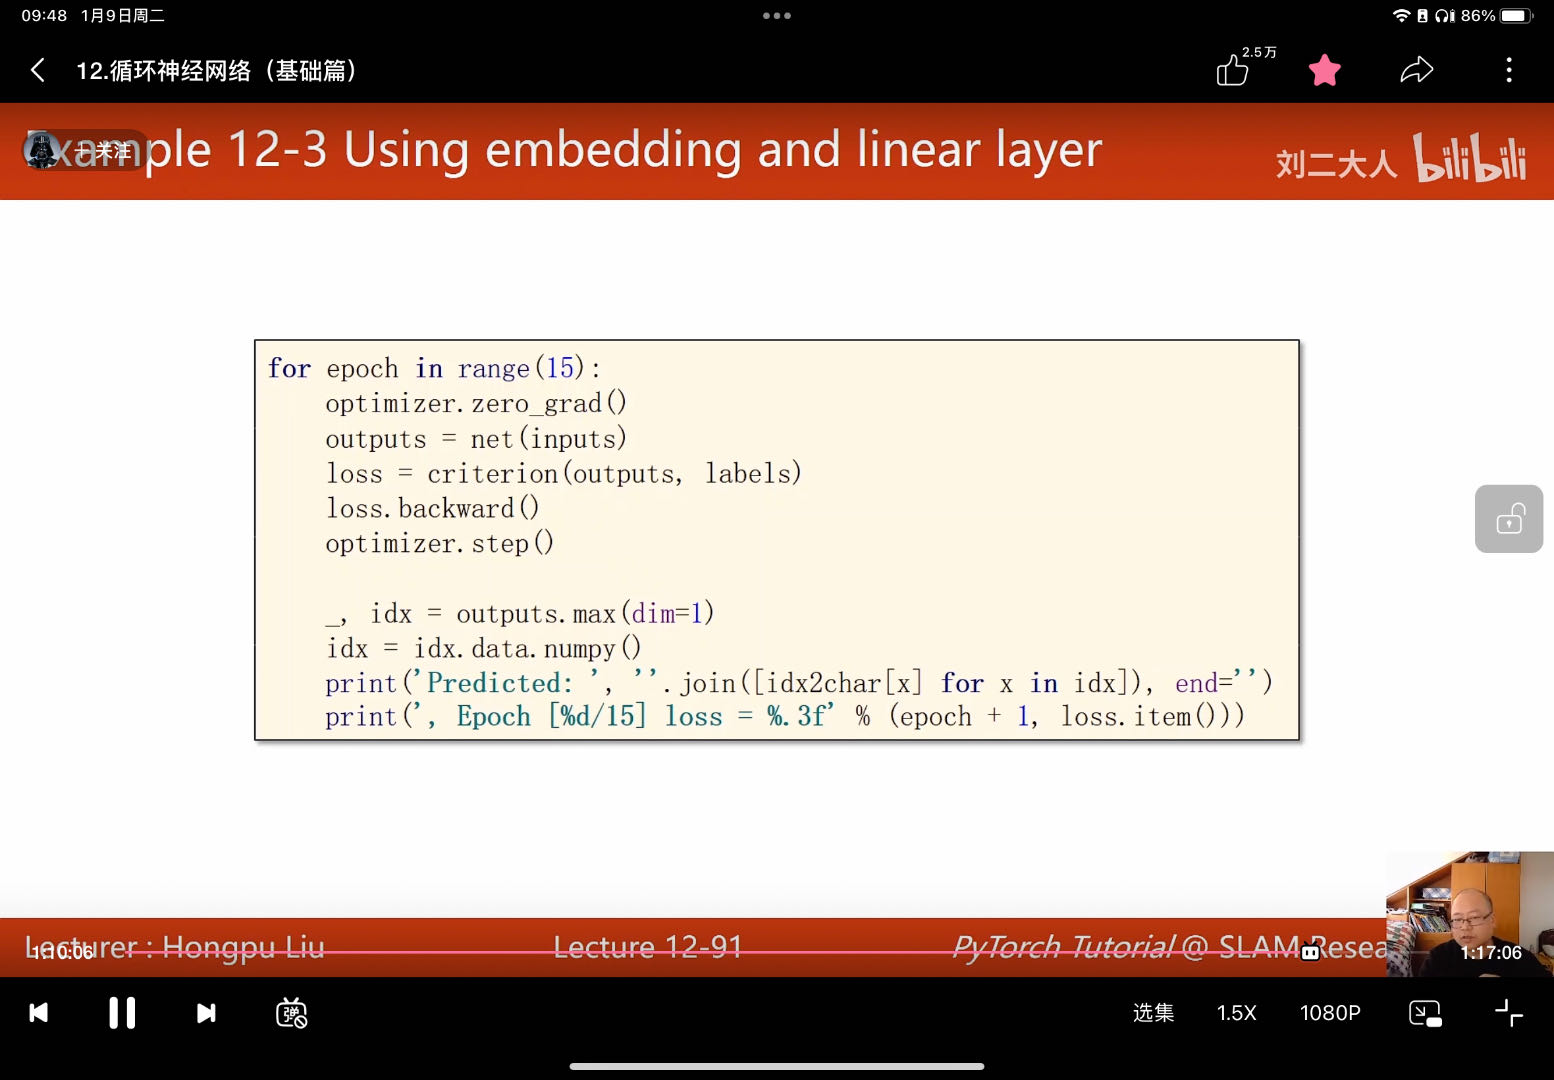 09:48 1月9日周二
86%
12.循环神经网络（基础篇）
2.5万
Example 12-3 Using embedding and linear layer
+ 关注
刘二大人 bilibili
for epoch in range(15):
optimizer.zero_grad()
outputs = net(inputs)
loss = criterion(outputs, labels)
loss.backward()
optimizer.step()
_, idx = outputs.max(dim=1)
idx = idx.data.numpy()
print('Predicted: ', ''.join([idx2char[x] for x in idx]), end='')
print(', Epoch [%d/15] loss = %.3f' % (epoch + 1, loss.item()))
Lecturer : Hongpu Liu
Lecture 12-91
PyTorch Tutorial @ SLAM Resea
1:10:06
1:17:06
弹
选集
1.5X
1080P